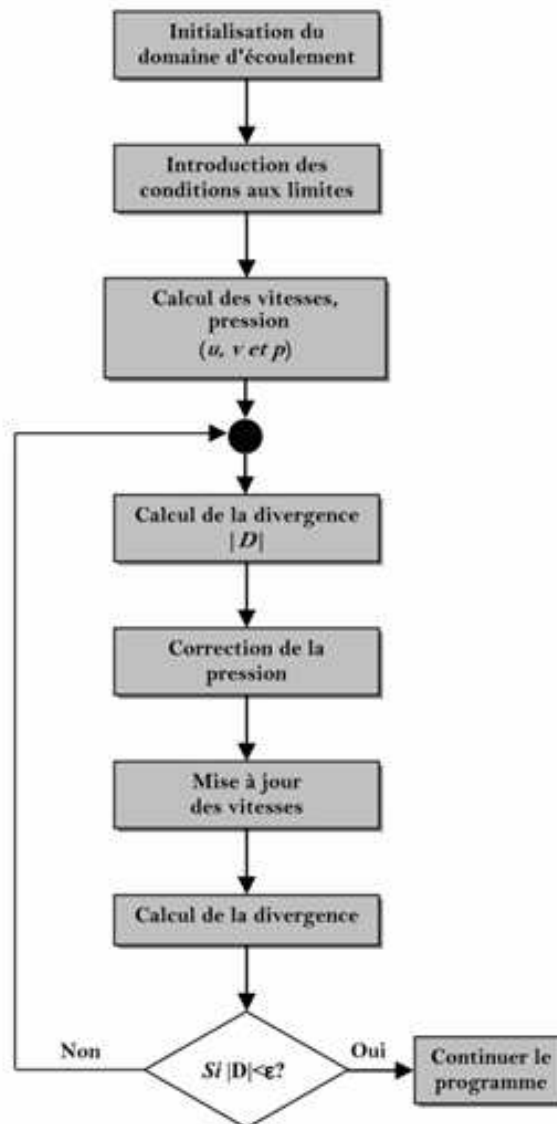 Initialisation du
domaine d'écoulement
Introduction des
conditions aux limites
Calcul des vitesses,
pression
(u, v et p)
Calcul de la divergence
|D|
Correction de la
pression
Mise à jour
des vitesses
Calcul de la divergence
Non
Si |D|<ε?
Oui
Continuer le
programme